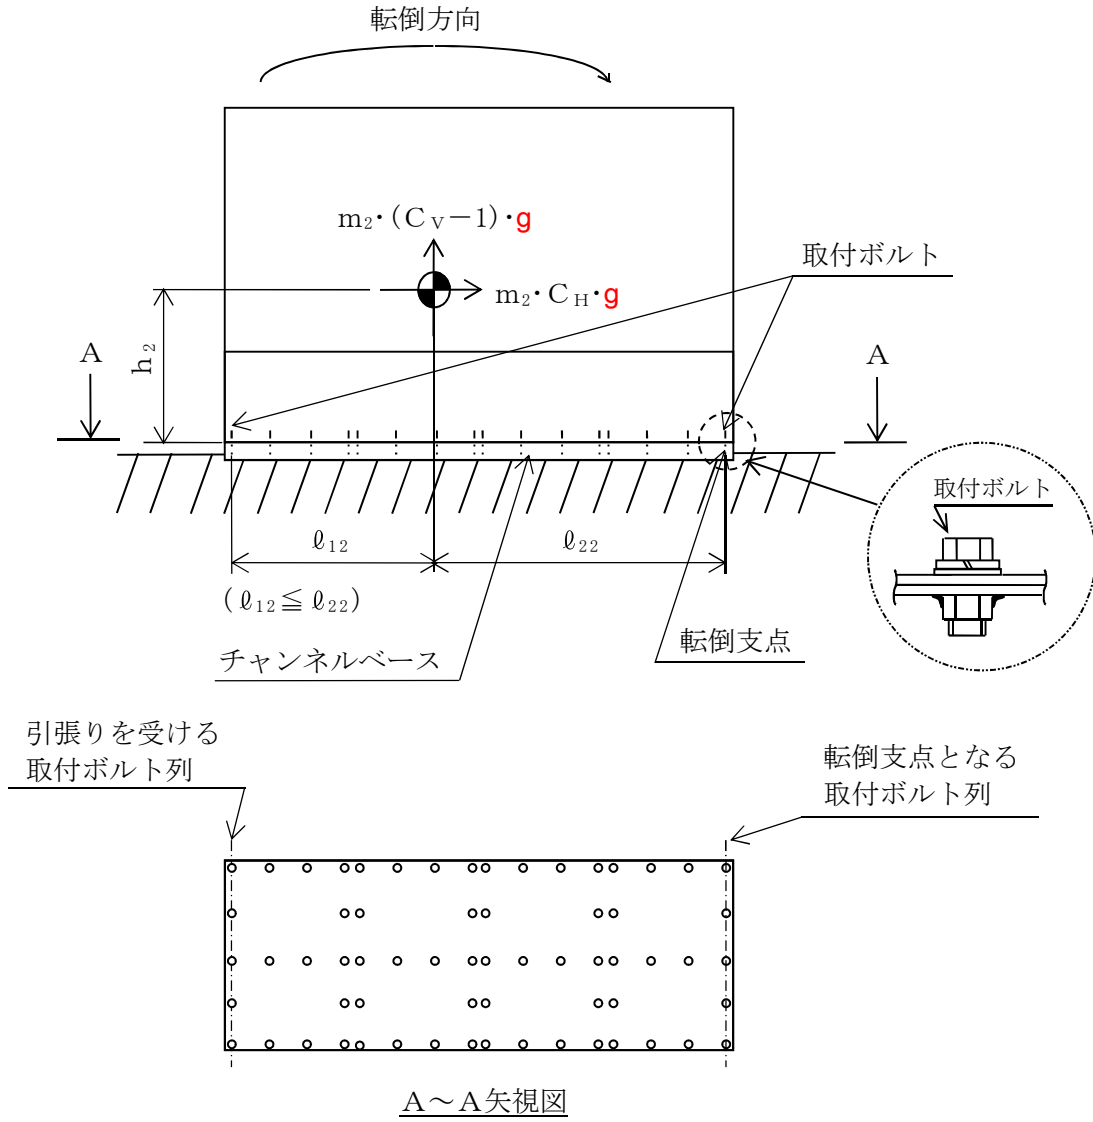 転倒方向
m₂・(Cᵥ－1)・g
取付ボルト
m₂・C_H・g
A
h₂
A
取付ボルト
ℓ₁₂
ℓ₂₂
(ℓ₁₂≦ℓ₂₂)
転倒支点
チャンネルベース
引張りを受ける
取付ボルト列
転倒支点となる
取付ボルト列
A～A矢視図